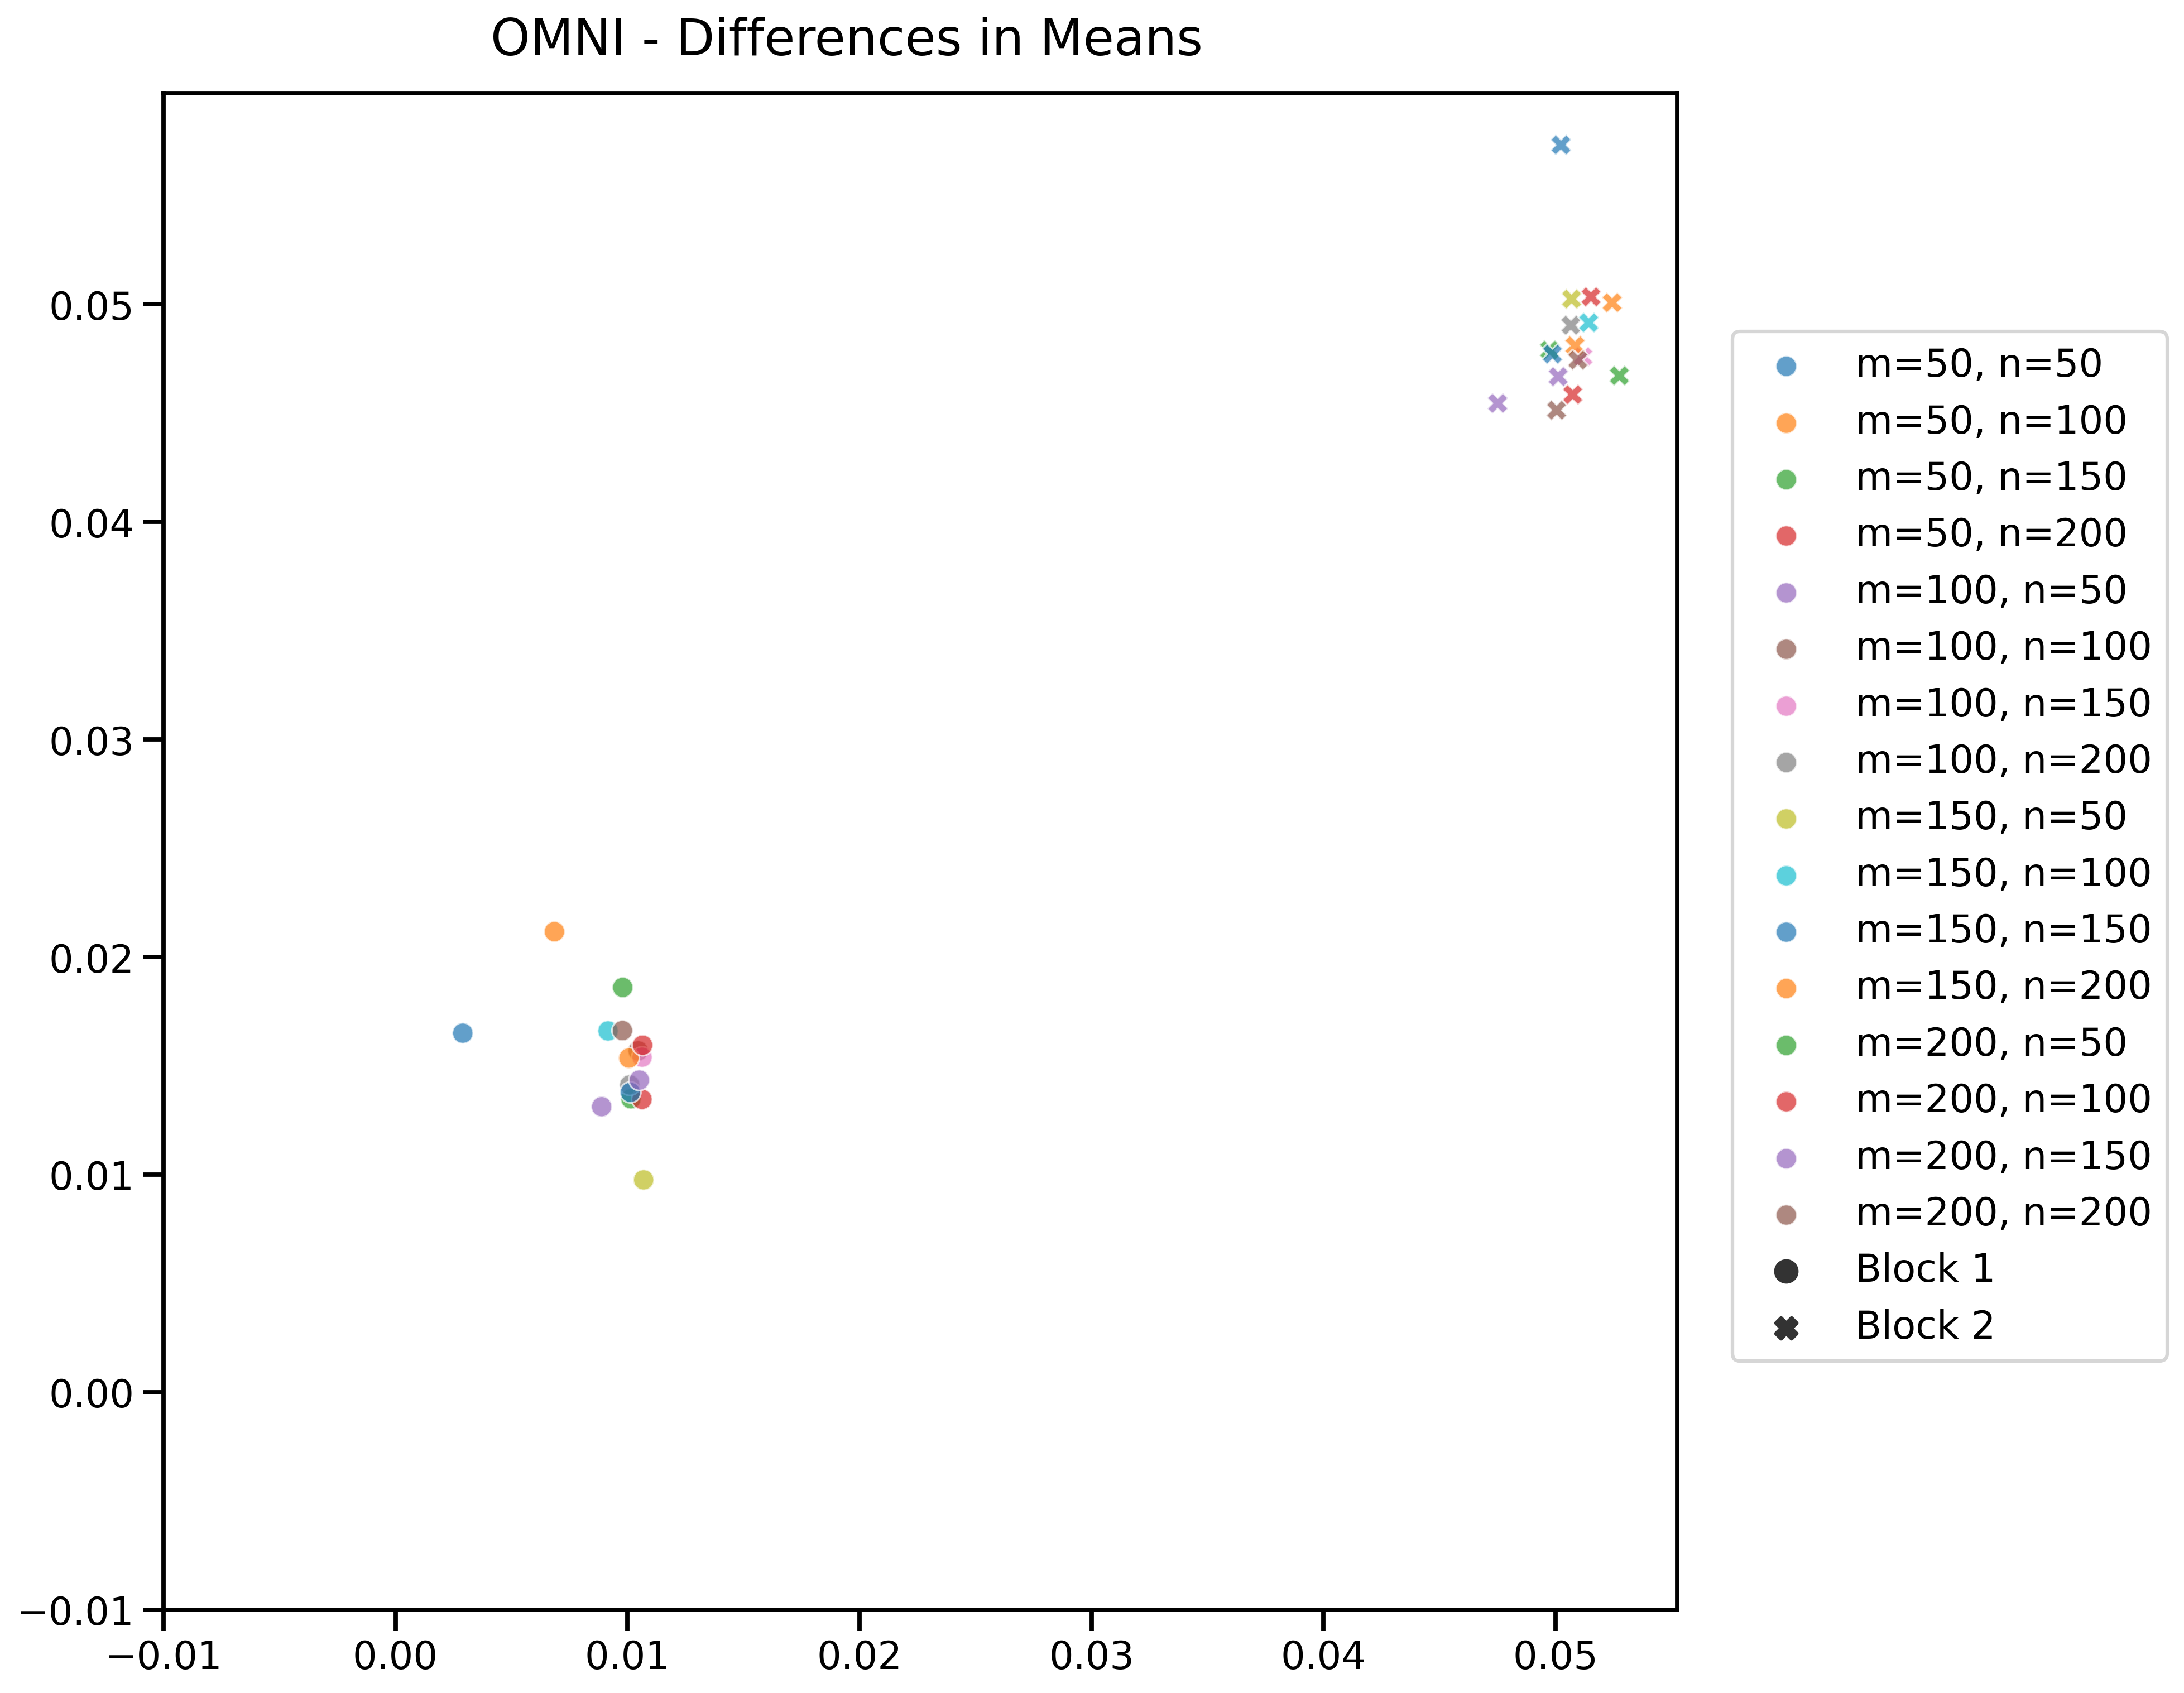 OMNI - Differences in Means
0.05
0.04
0.03
0.02
0.01
0.00
−0.01
−0.01
0.00
0.01
0.02
0.03
0.04
0.05
m=50, n=50
m=50, n=100
m=50, n=150
m=50, n=200
m=100, n=50
m=100, n=100
m=100, n=150
m=100, n=200
m=150, n=50
m=150, n=100
m=150, n=150
m=150, n=200
m=200, n=50
m=200, n=100
m=200, n=150
m=200, n=200
Block 1
Block 2